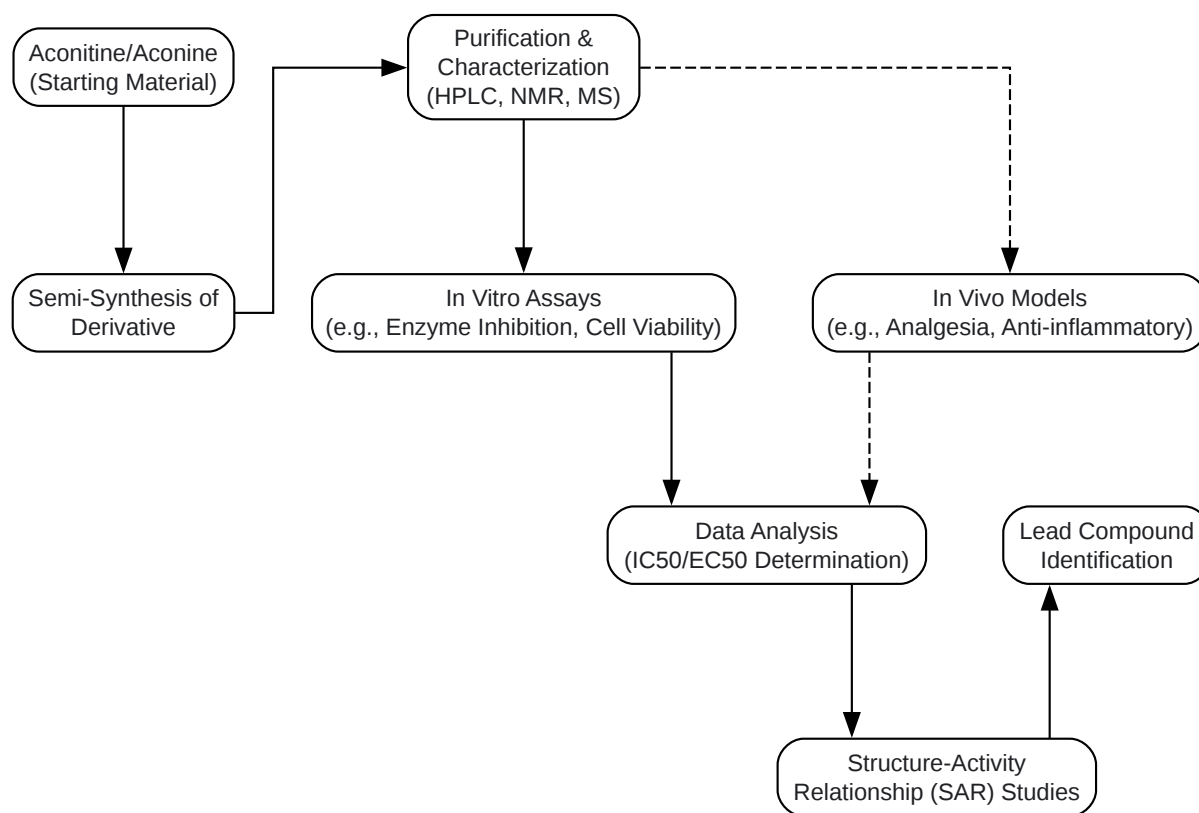 Aconitine/Aconine
(Starting Material)
Purification &
Characterization
(HPLC, NMR, MS)
Semi-Synthesis of
Derivative
In Vitro Assays
(e.g., Enzyme Inhibition, Cell Viability)
In Vivo Models
(e.g., Analgesia, Anti-inflammatory)
Data Analysis
(IC50/EC50 Determination)
Lead Compound
Identification
Structure-Activity
Relationship (SAR) Studies